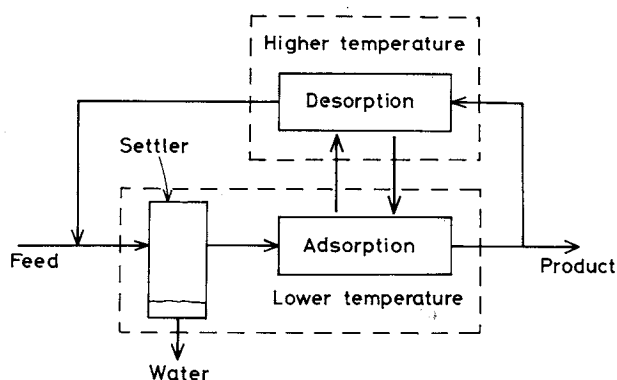 Higher temperature
Desorption
Settler
Adsorption
Feed
Product
Lower temperature
Water